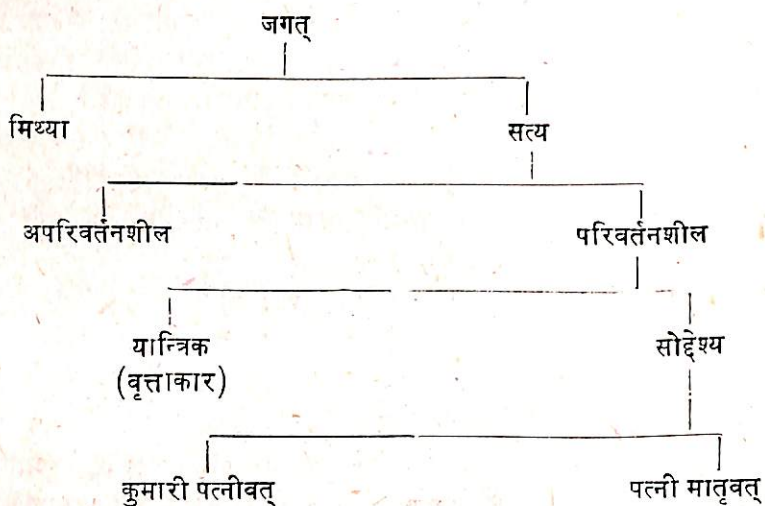 जगत्
मिथ्या सत्य
अपरिवर्तनशील परिवर्तनशील
यान्त्रिक सोद्देश्य
(वृत्ताकार)
कुमारी पत्नीवत् पत्नी मातृवत्